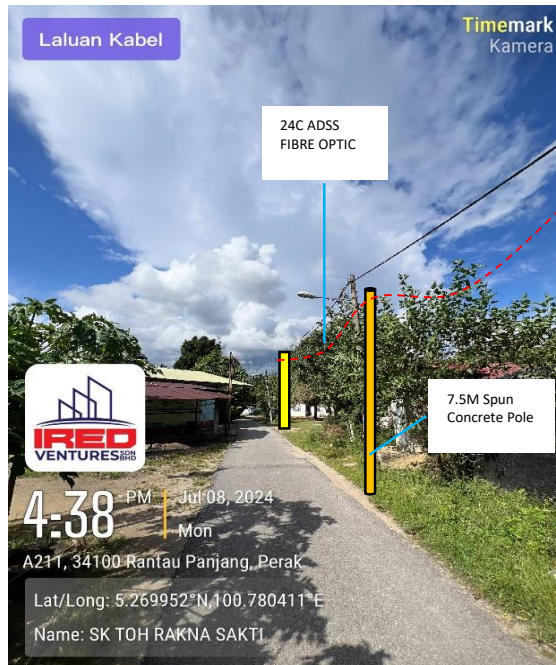 Laluan Kabel
Timemark
Kamera
24C ADSS
FIBRE OPTIC
7.5M Spun
Concrete Pole
IRED
VENTURES SDN BHD
4:38 PM
Jul 08, 2024
Mon
A211, 34100 Rantau Panjang, Perak
Lat/Long: 5.269952°N,100.780411°E
Name: SK TOH RAKNA SAKTI